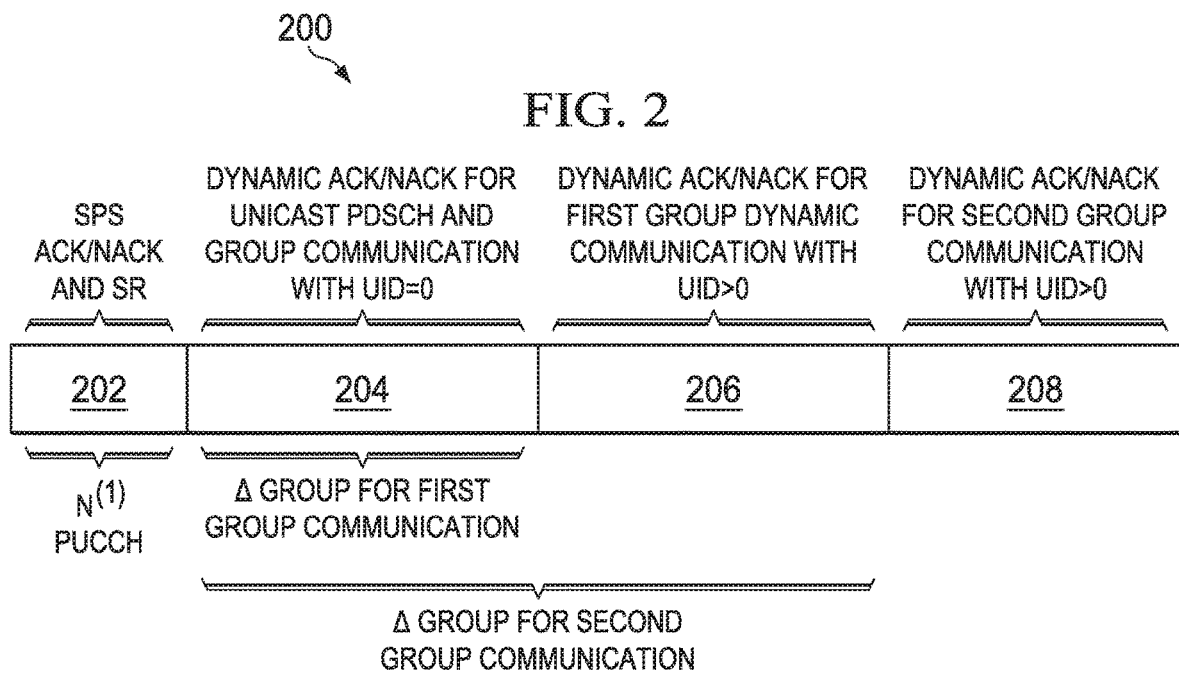 200
FIG. 2
SPS
ACK/NACK
AND SR
DYNAMIC ACK/NACK FOR
UNICAST PDSCH AND
GROUP COMMUNICATION
WITH UID=0
DYNAMIC ACK/NACK FOR
FIRST GROUP DYNAMIC
COMMUNICATION WITH
UID>0
DYNAMIC ACK/NACK
FOR SECOND GROUP
COMMUNICATION
WITH UID>0
202
204
206
208
N(1)
PUCCH
Δ GROUP FOR FIRST
GROUP COMMUNICATION
Δ GROUP FOR SECOND
GROUP COMMUNICATION